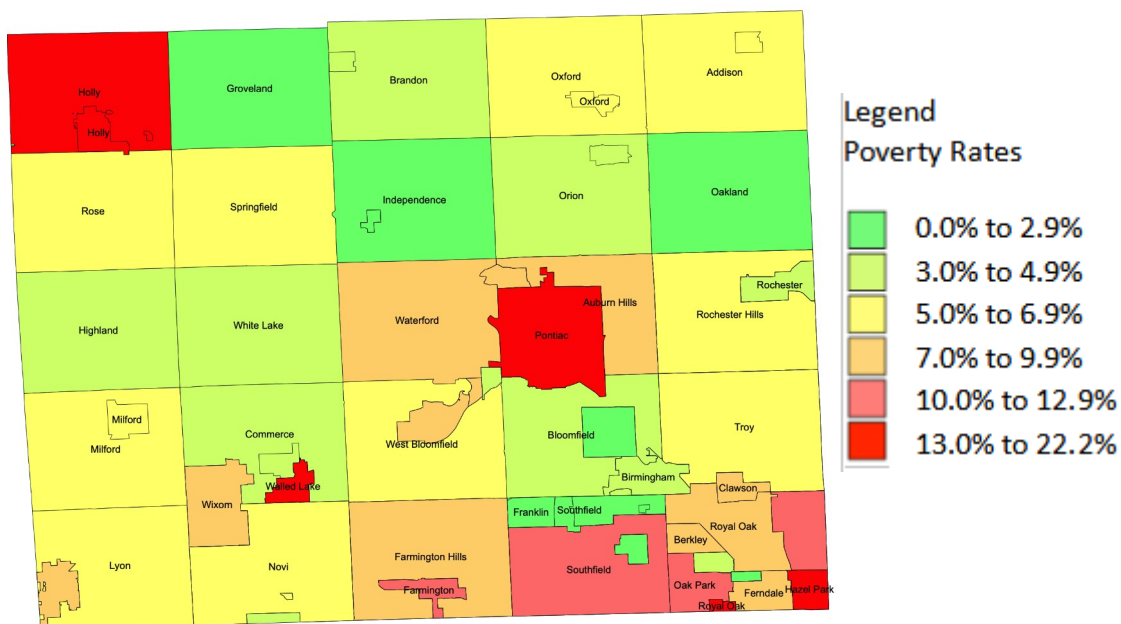 Holly
Groveland
Brandon
Oxford
Addison
Oxford
Holly
Rose
Springfield
Independence
Orion
Oakland
Highland
White Lake
Waterford
Auburn Hills
Pontiac
Rochester
Rochester Hills
Milford
Milford
Commerce
West Bloomfield
Bloomfield
Troy
Walled Lake
Wixom
Birmingham
Clawson
Franklin
Southfield
Royal Oak
Berkley
Lyon
Novi
Farmington Hills
Farmington
Southfield
Oak Park
Ferndale
Hazel Park
Royal Oak
Legend
Poverty Rates
0.0% to 2.9%
3.0% to 4.9%
5.0% to 6.9%
7.0% to 9.9%
10.0% to 12.9%
13.0% to 22.2%